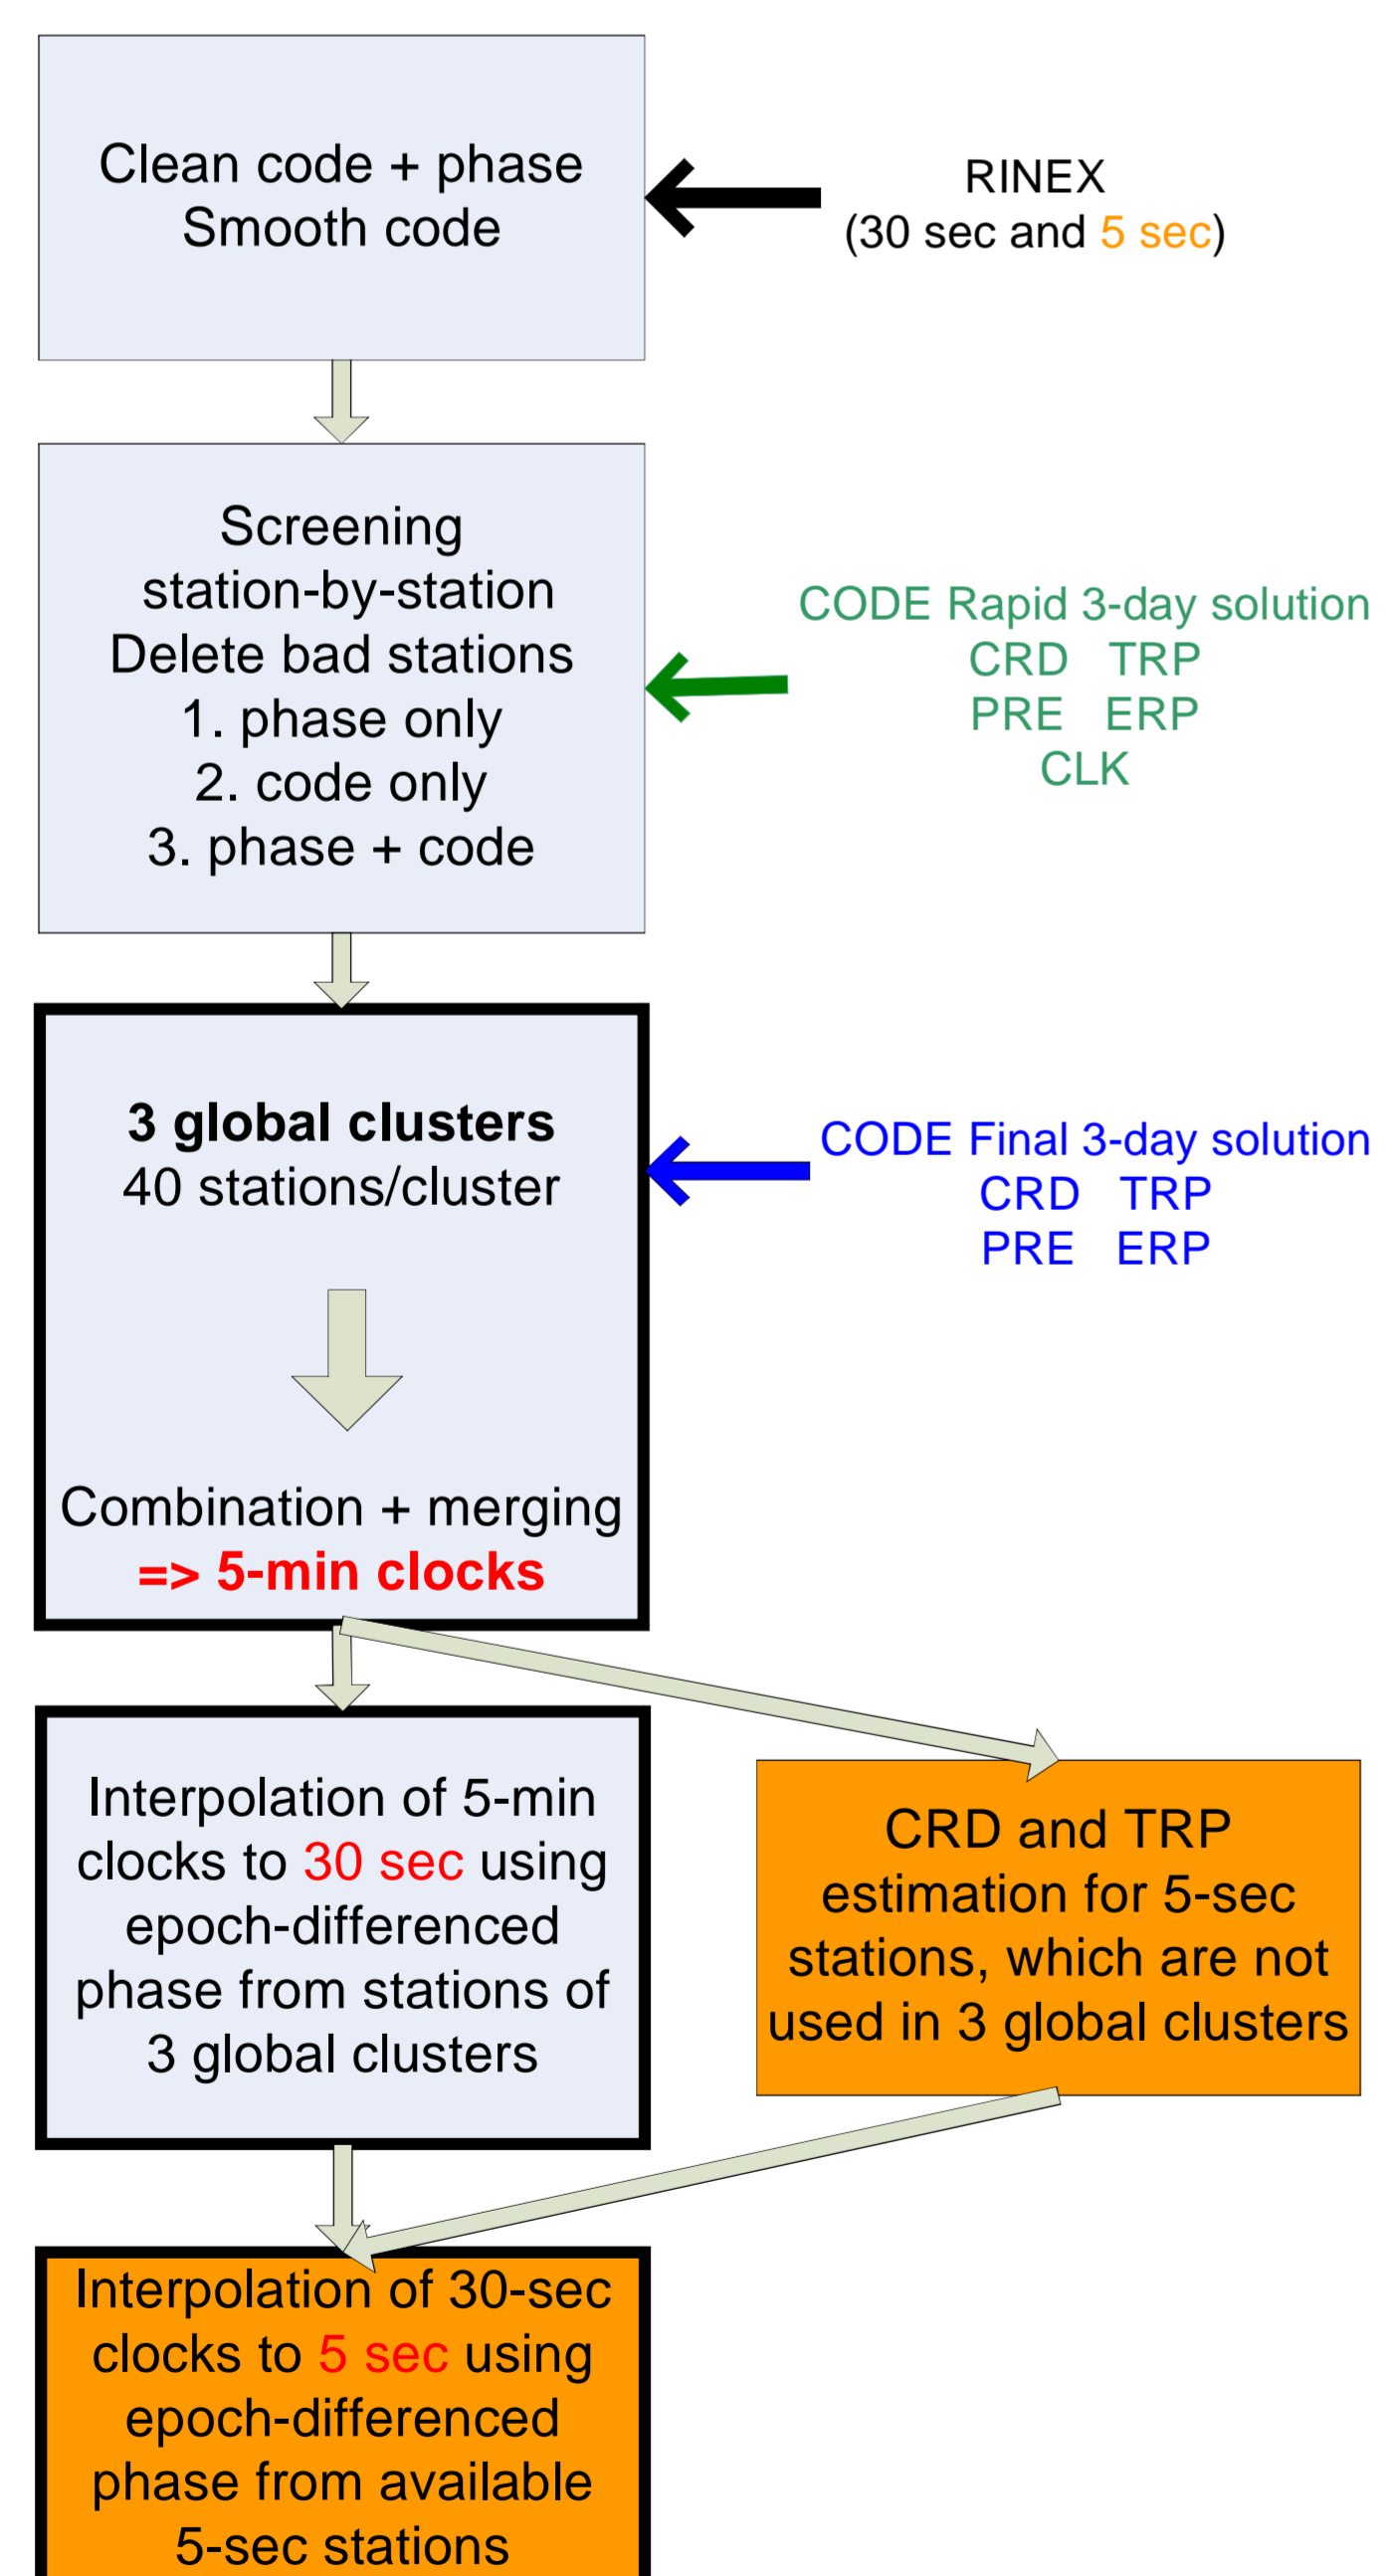 Clean code + phase
Smooth code
RINEX
(30 sec and 5 sec)
Screening
station-by-station
Delete bad stations
1. phase only
2. code only
3. phase + code
CODE Rapid 3-day solution
CRD TRP
PRE ERP
CLK
3 global clusters
40 stations/cluster
CODE Final 3-day solution
CRD TRP
PRE ERP
Combination + merging
=> 5-min clocks
Interpolation of 5-min
clocks to 30 sec using
epoch-differenced
phase from stations of
3 global clusters
CRD and TRP
estimation for 5-sec
stations, which are not
used in 3 global clusters
Interpolation of 30-sec
clocks to 5 sec using
epoch-differenced
phase from available
5-sec stations